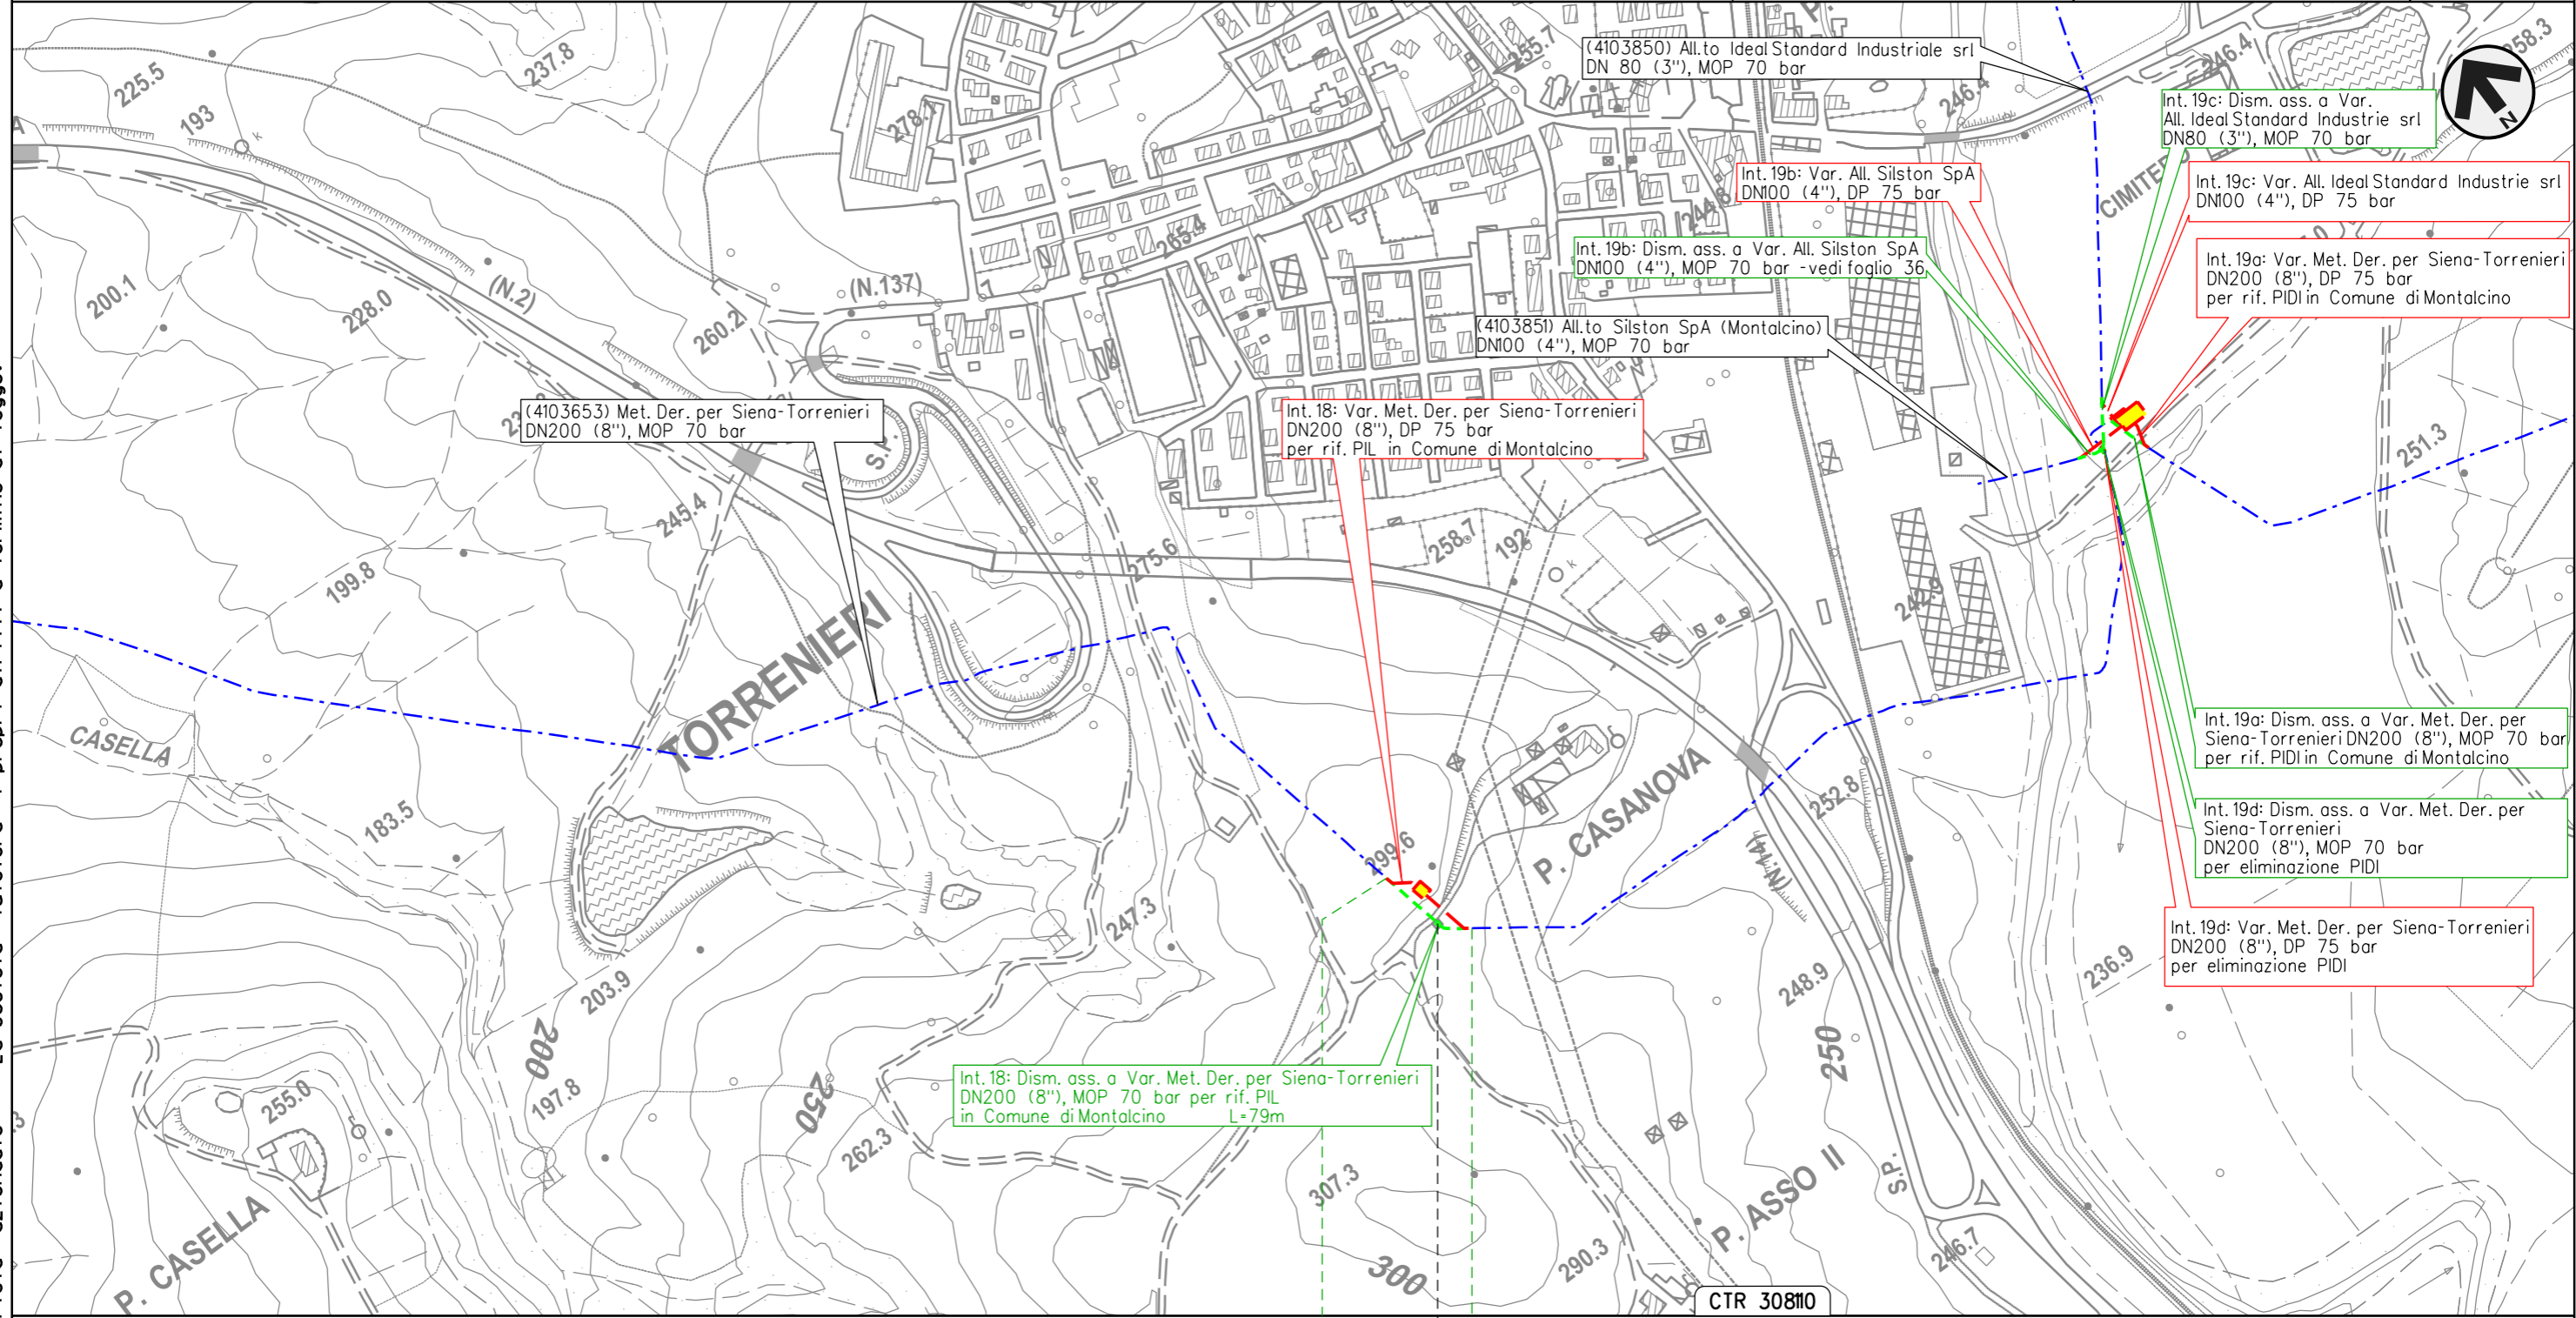 (4103850) All.to Ideal Standard Industriale srl
DN 80 (3"), MOP 70 bar
Int. 19c: Dism. ass. a Var.
All. Ideal Standard Industrie srl
DN80 (3"), MOP 70 bar
Int. 19b: Var. All. Silston SpA
DN100 (4"), DP 75 bar
Int. 19c: Var. All. Ideal Standard Industrie srl
DN100 (4"), DP 75 bar
Int. 19b: Dism. ass. a Var. All. Silston SpA
DN100 (4"), MOP 70 bar -vedi foglio 36
Int. 19a: Var. Met. Der. per Siena-Torrenieri
DN200 (8"), DP 75 bar
per rif. PIDI in Comune di Montalcino
(4103851) All.to Silston SpA (Montalcino)
DN100 (4"), MOP 70 bar
(4103653) Met. Der. per Siena-Torrenieri
DN200 (8"), MOP 70 bar
Int. 18: Var. Met. Der. per Siena-Torrenieri
DN200 (8"), DP 75 bar
per rif. PIL in Comune di Montalcino
Int. 19a: Dism. ass. a Var. Met. Der. per
Siena-Torrenieri DN200 (8"), MOP 70 bar
per rif. PIDI in Comune di Montalcino
Int. 19d: Dism. ass. a Var. Met. Der. per
Siena-Torrenieri
DN200 (8"), MOP 70 bar
per eliminazione PIDI
Int. 19d: Var. Met. Der. per Siena-Torrenieri
DN200 (8"), DP 75 bar
per eliminazione PIDI
Int. 18: Dism. ass. a Var. Met. Der. per Siena-Torrenieri
DN200 (8"), MOP 70 bar per rif. PIL
in Comune di Montalcino L=79m
N
225.5
193
237.8
278.7
255.7
246.4
246.4
258.3
CIMITERO
k
200.1
228.0
(N.2)
260.2
(N.137)
265.4
k
244.8
245.4
S.P.
199.8
275.6
258.7
192
k
242.9
251.3
TORRENIERI
CASELLA
183.5
299.6
P. CASANOVA
252.8
(N.14)
247.3
203.9
200
250
197.8
262.3
248.9
250
236.9
255.0
P. CASELLA
307.3
300
290.3
P. ASSO II
S.P.
246.7
CTR 308110